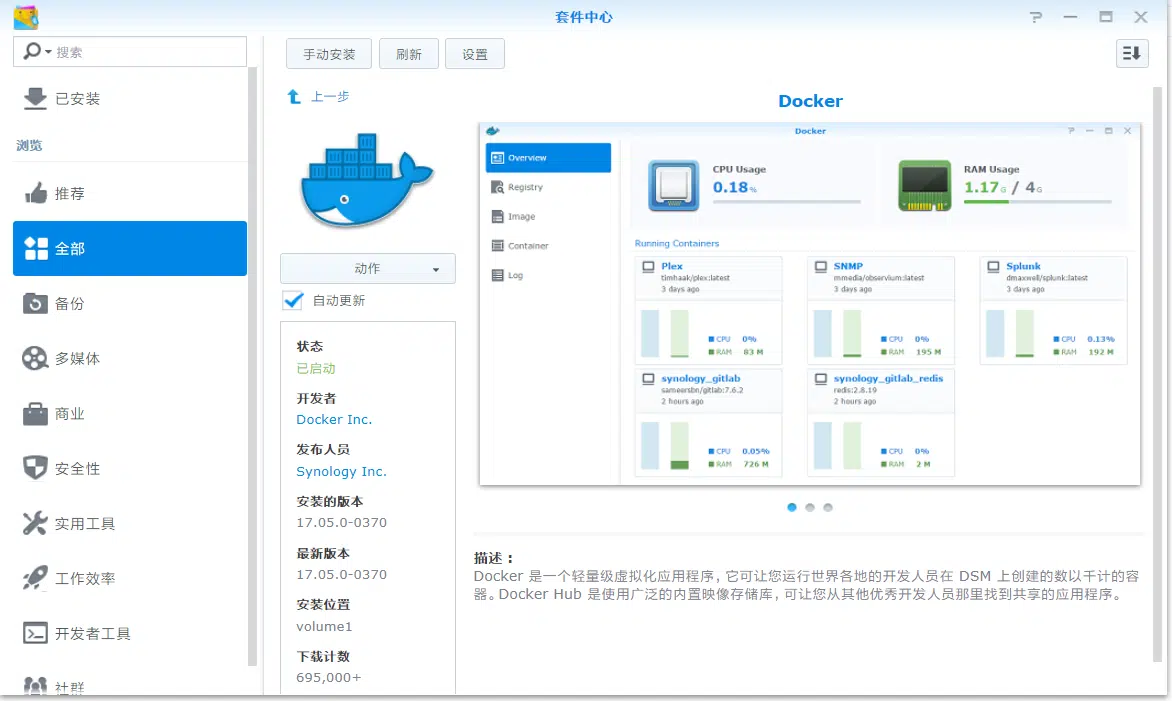 套件中心
搜索
已安装
浏览
推荐
全部
备份
多媒体
商业
安全性
实用工具
工作效率
开发者工具
社群
手动安装
刷新
设置
上一步
动作
自动更新
状态
已启动
开发者
Docker Inc.
发布人员
Synology Inc.
安装的版本
17.05.0-0370
最新版本
17.05.0-0370
安装位置
volume1
下载计数
695,000+
Docker
Docker
Overview
Registry
Image
Container
Log
CPU Usage
0.18%
RAM Usage
1.17G / 4G
Running Containers
Plex
timhaak/plex:latest
3 days ago
CPU 0%
RAM 83 M
SNMP
mmedia/observium:latest
3 days ago
CPU 0%
RAM 195 M
Splunk
dmaxwell/splunk:latest
3 days ago
CPU 0.13%
RAM 192 M
synology_gitlab
sameersbn/gitlab:7.6.2
2 hours ago
CPU 0.05%
RAM 726 M
synology_gitlab_redis
redis:2.8.19
2 hours ago
CPU 0%
RAM 2 M
描述：
Docker 是一个轻量级虚拟化应用程序，它可让您运行世界各地的开发人员在 DSM 上创建的数以千计的容
器。Docker Hub 是使用广泛的内置映像存储库，可让您从其他优秀开发人员那里找到共享的应用程序。